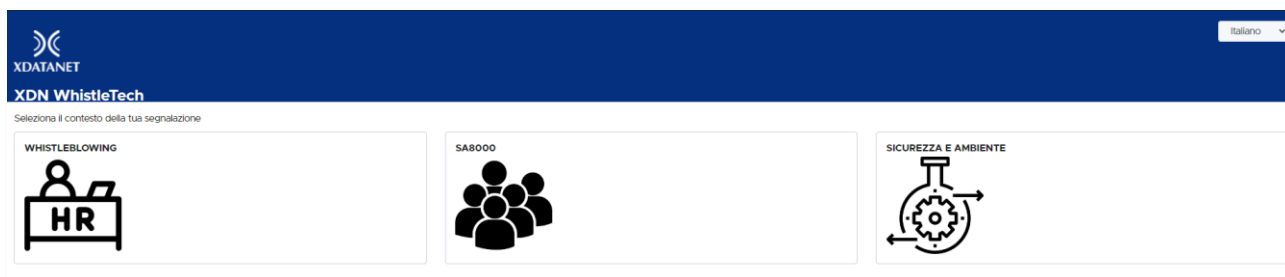 Italiano
XDATANET
XDN WhistleTech
Seleziona il contesto della tua segnalazione
WHISTLEBLOWING
SA8000
SICUREZZA E AMBIENTE
HR